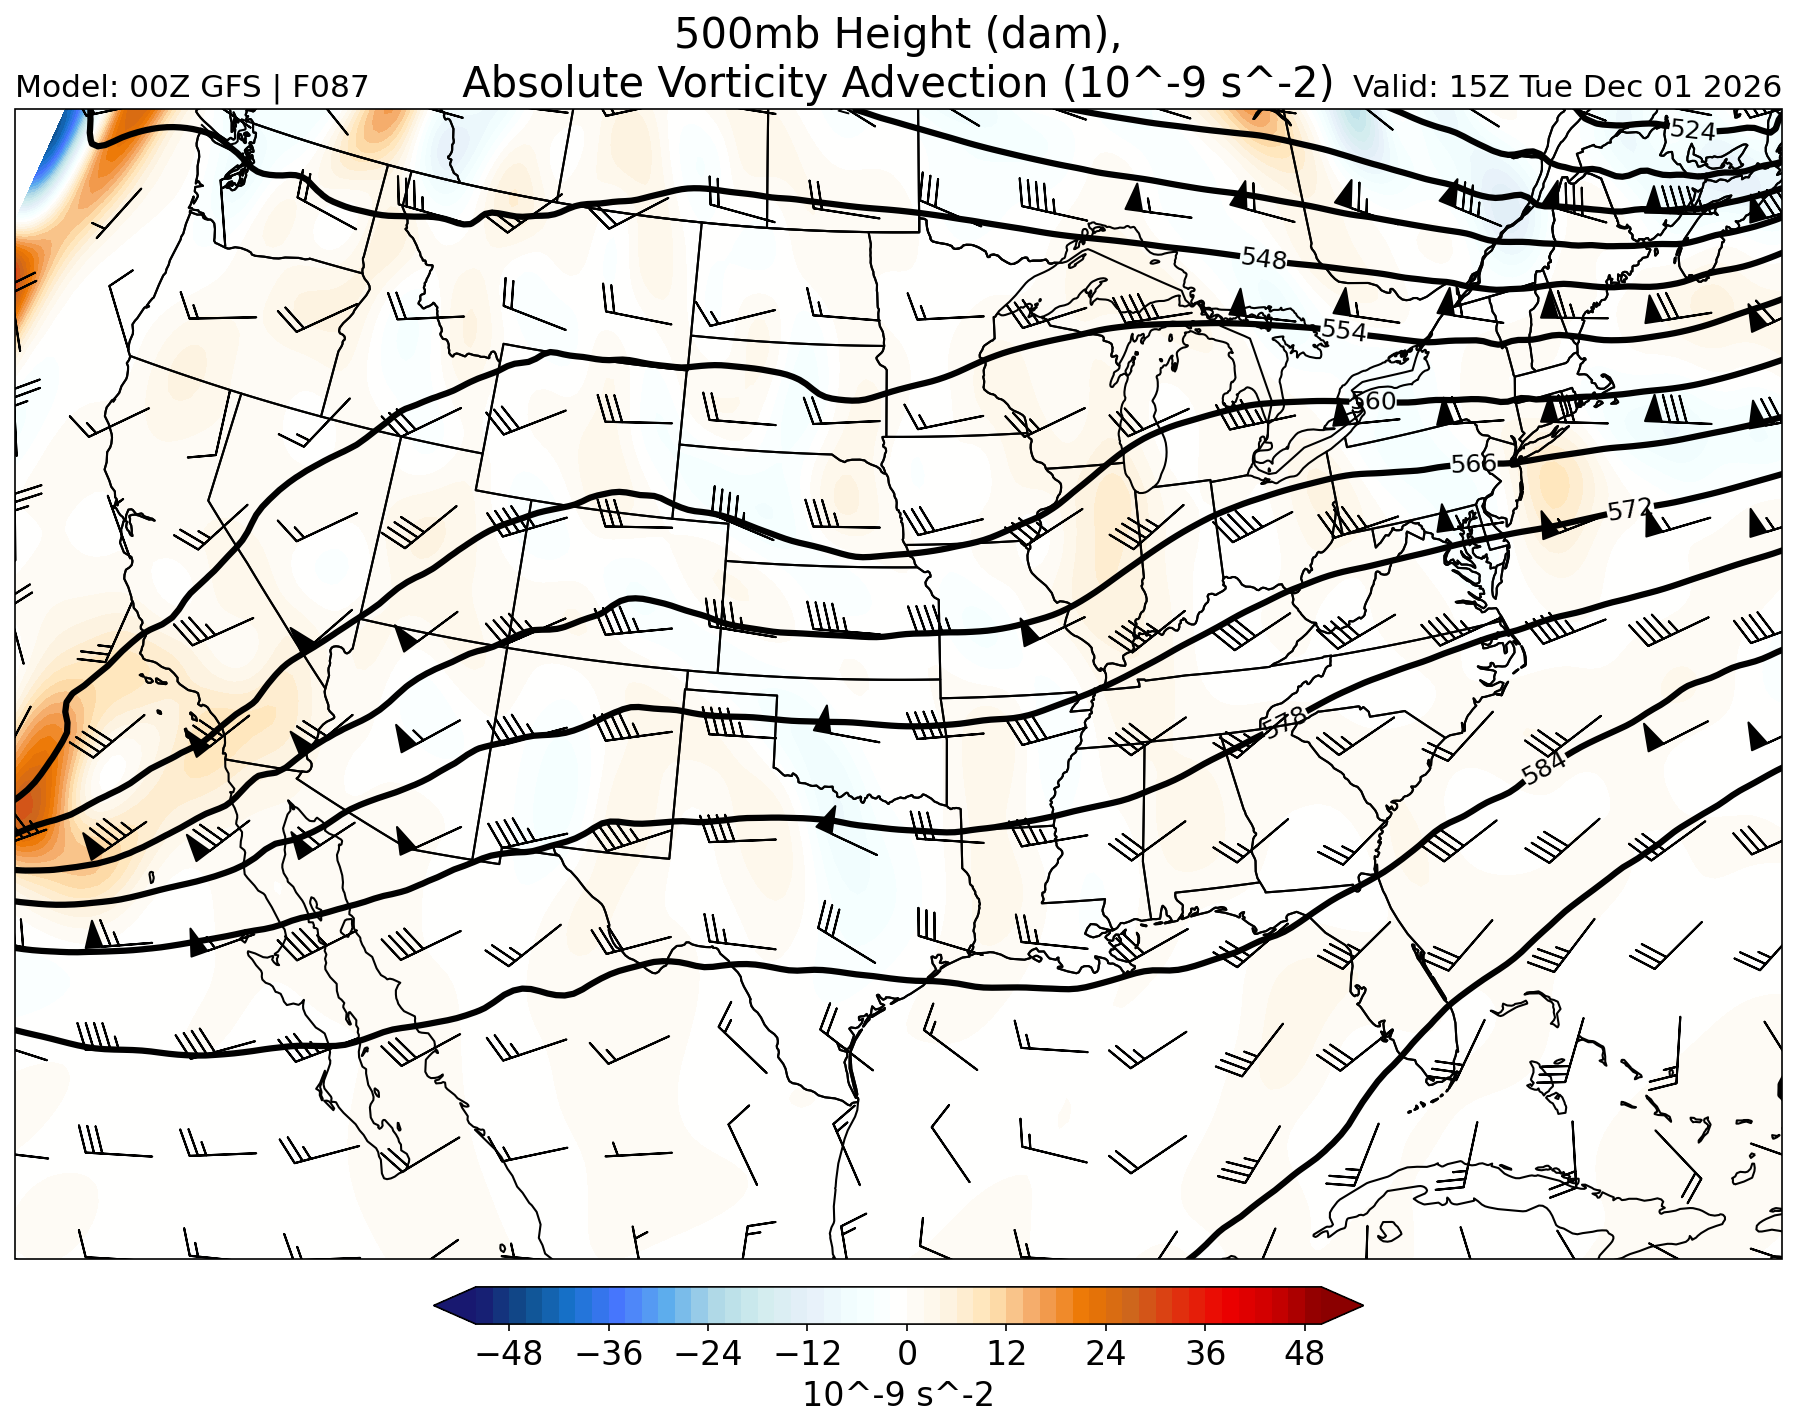 500mb Height (dam),
Model: 00Z GFS | F087
Absolute Vorticity Advection (10^-9 s^-2)
Valid: 15Z Tue Dec 01 2026
524
548
554
560
566
572
578
584
−48 −36 −24 −12 0 12 24 36 48
10^-9 s^-2